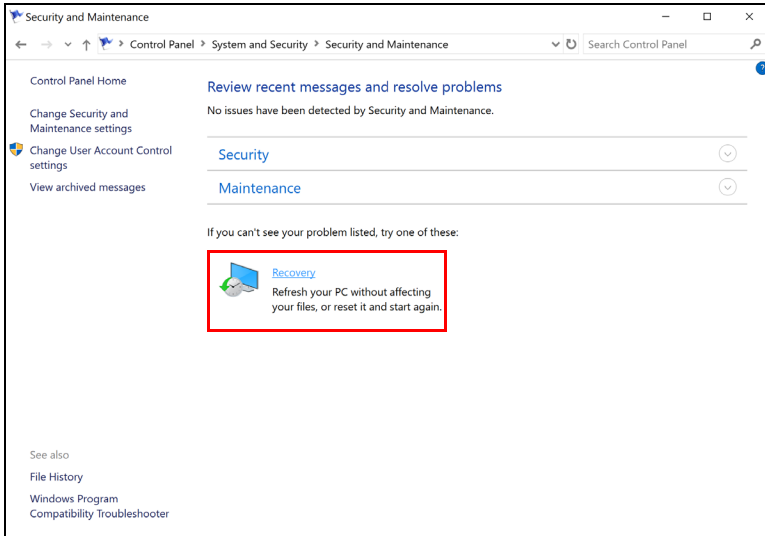 Security and Maintenance
Control Panel > System and Security > Security and Maintenance
Search Control Panel
?
Control Panel Home
Change Security and
Maintenance settings
Change User Account Control
settings
View archived messages
Review recent messages and resolve problems
No issues have been detected by Security and Maintenance.
Security
Maintenance
If you can't see your problem listed, try one of these:
Recovery
Refresh your PC without affecting
your files, or reset it and start again.
See also
File History
Windows Program
Compatibility Troubleshooter